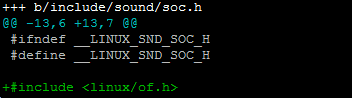 +++ b/include/sound/soc.h
@@ -13,6 +13,7 @@
 #ifndef __LINUX_SND_SOC_H
 #define __LINUX_SND_SOC_H
+#include <linux/of.h>